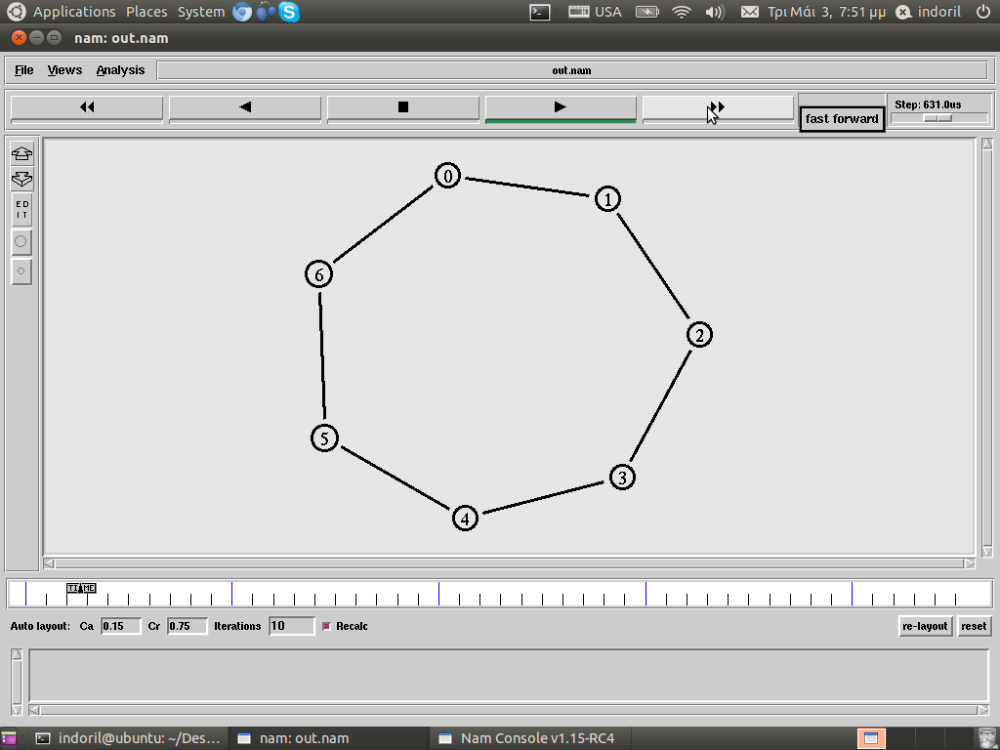 Applications Places System USA Τρι Μάι 3, 7:51 μμ indoril
nam: out.nam
File Views Analysis out.nam
fast forward Step: 631.0us
ED
IT
0
1
6
2
5
3
4
TIME
Auto layout: Ca 0.15 Cr 0.75 Iterations 10 Recalc re-layout reset
indoril@ubuntu: ~/Des... nam: out.nam Nam Console v1.15-RC4